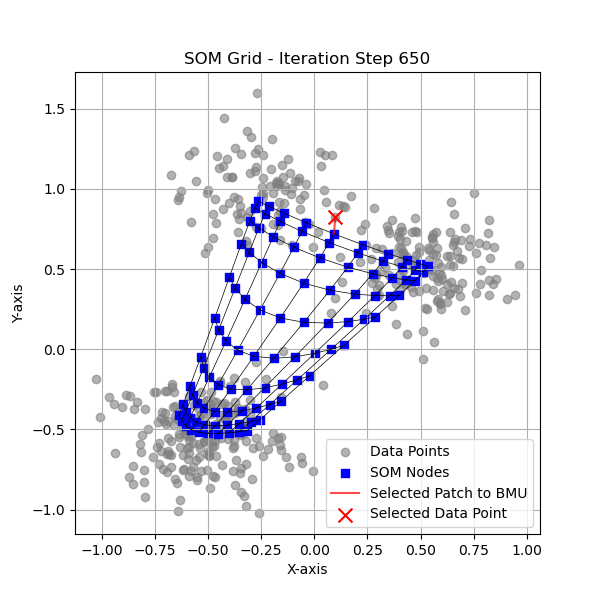 SOM Grid - Iteration Step 650
Y-axis
1.5
1.0
0.5
0.0
−0.5
−1.0
Data Points
SOM Nodes
Selected Patch to BMU
Selected Data Point
−1.00 −0.75 −0.50 −0.25 0.00 0.25 0.50 0.75 1.00
X-axis